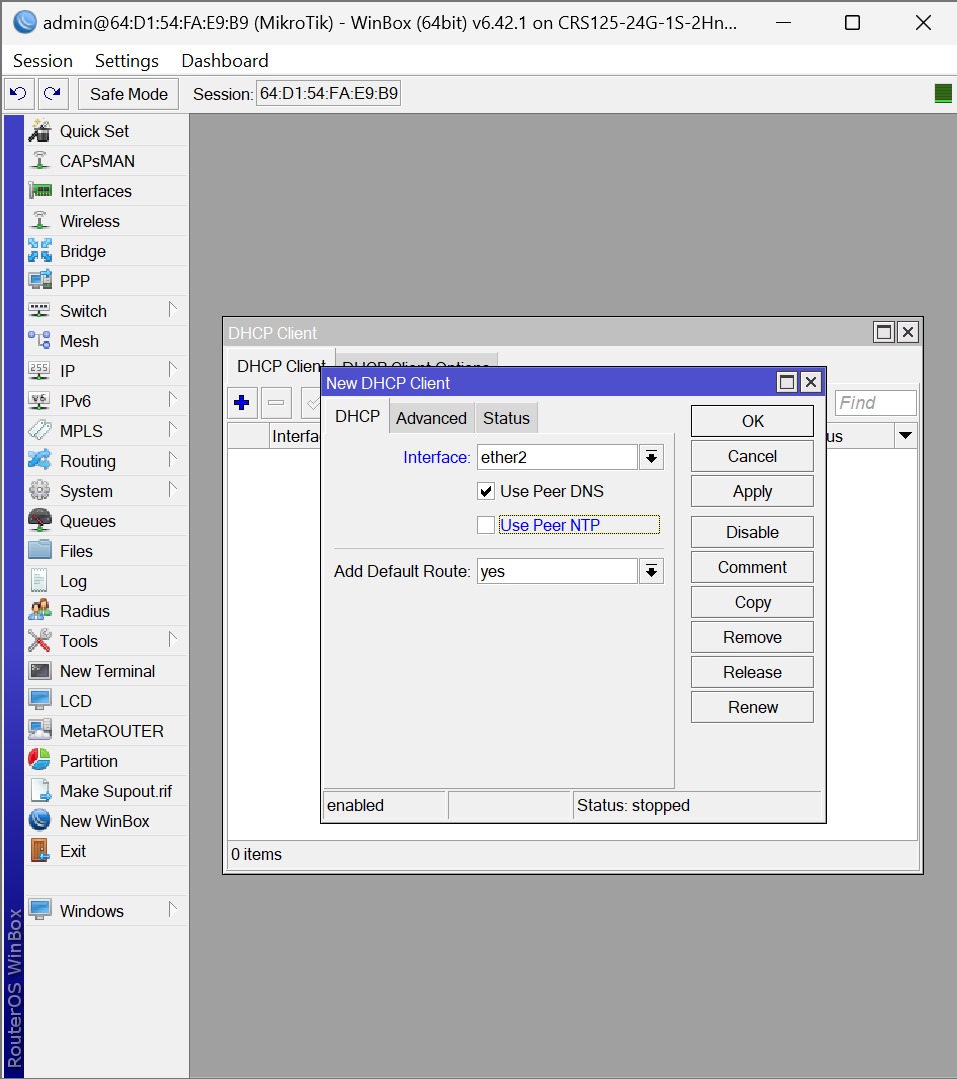 admin@64:D1:54:FA:E9:B9 (MikroTik) - WinBox (64bit) v6.42.1 on CRS125-24G-1S-2Hn...
Session Settings Dashboard
Safe Mode Session: 64:D1:54:FA:E9:B9
Quick Set
CAPsMAN
Interfaces
Wireless
Bridge
PPP
Switch
Mesh
IP
IPv6
MPLS
Routing
System
Queues
Files
Log
Radius
Tools
New Terminal
LCD
MetaROUTER
Partition
Make Supout.rif
New WinBox
Exit
Windows
RouterOS WinBox
DHCP Client
DHCP Client DHCP Client Options
Find
Interfac us
0 items
New DHCP Client
DHCP Advanced Status
Interface: ether2
Use Peer DNS
Use Peer NTP
Add Default Route: yes
OK
Cancel
Apply
Disable
Comment
Copy
Remove
Release
Renew
enabled Status: stopped